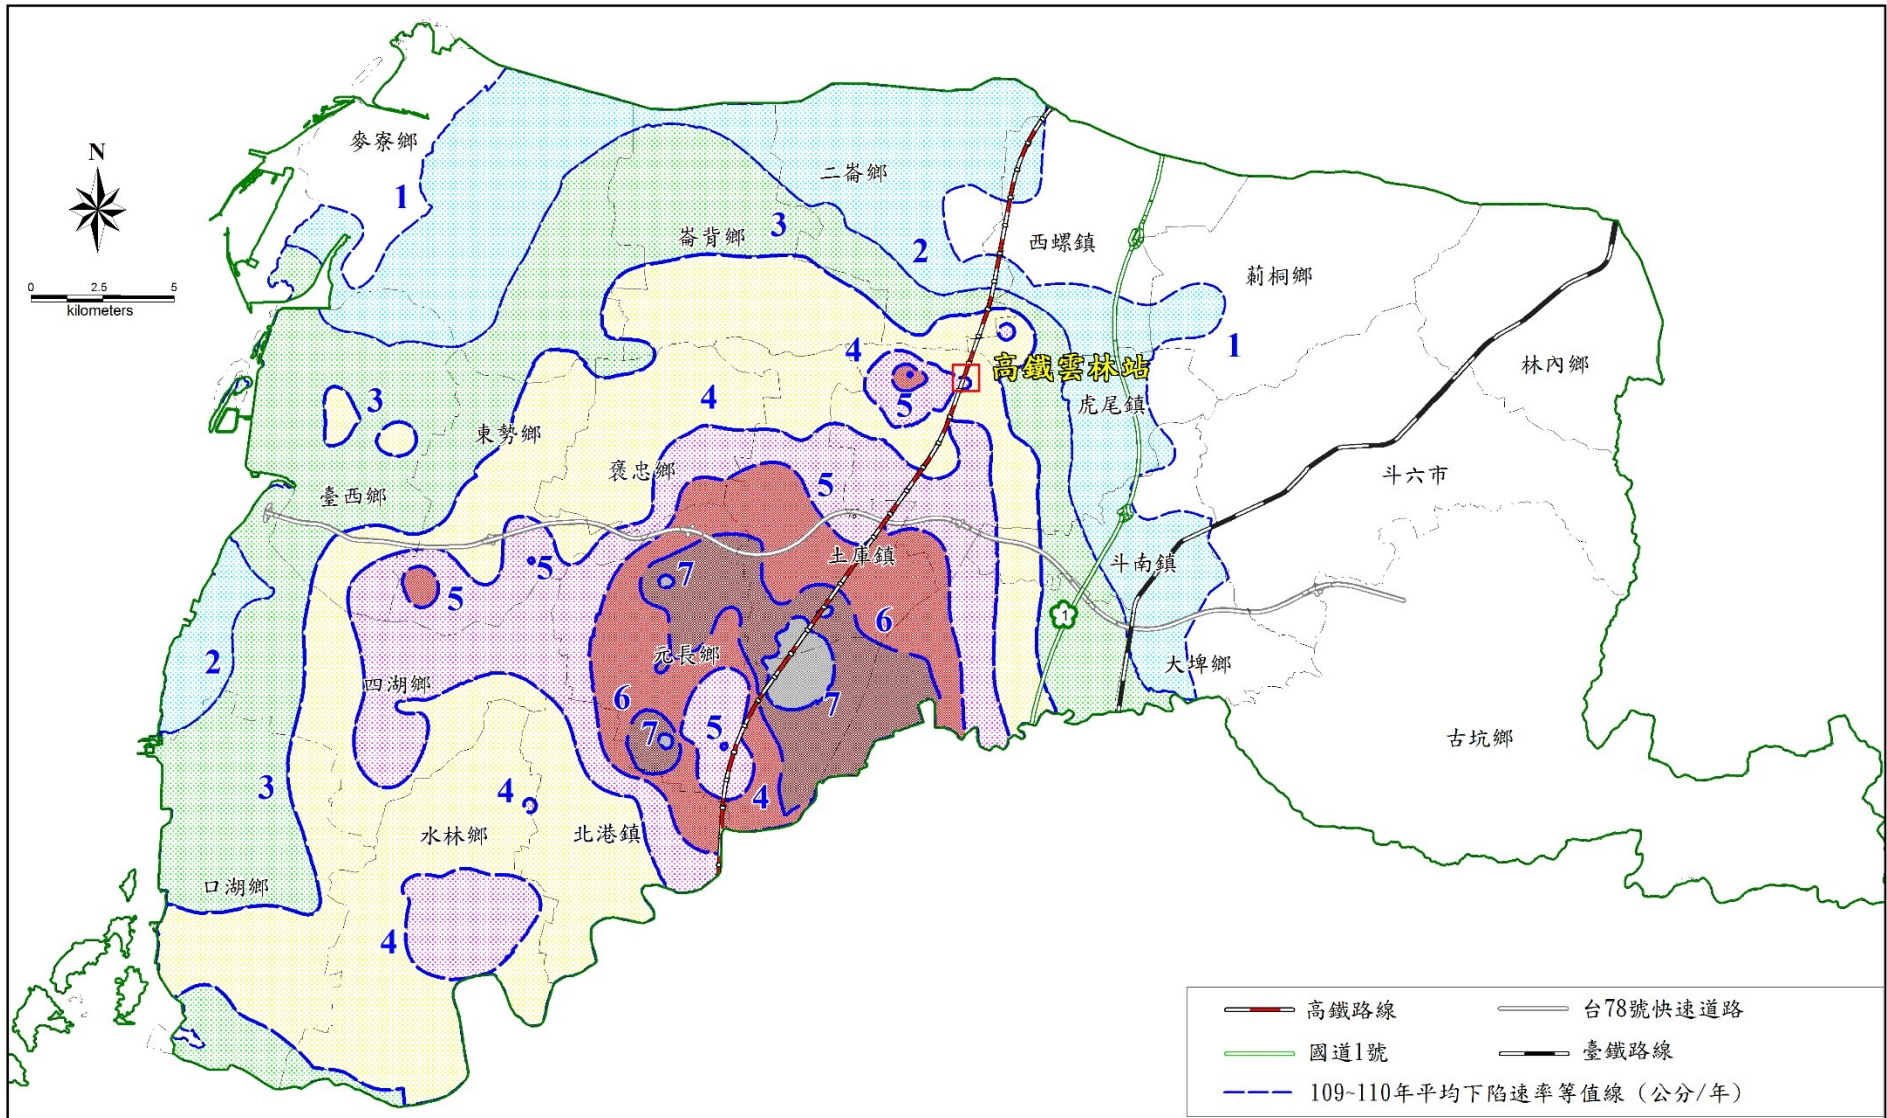 麥寮鄉
N
二崙鄉
1
3
崙背鄉
2
西螺鎮
莿桐鄉
0 2.5 5
kilometers
4
1
高鐵雲林站
林內鄉
3
4
5
虎尾鎮
東勢鄉
褒忠鄉
5
斗六市
臺西鄉
土庫鎮
斗南鎮
5
7
5
6
1
2
元長鄉
大埤鄉
四湖鄉
6
7
5
7
古坑鄉
3
4
4
水林鄉
北港鎮
口湖鄉
4
高鐵路線
台78號快速道路
國道1號
臺鐵路線
109~110年平均下陷速率等值線（公分/年）